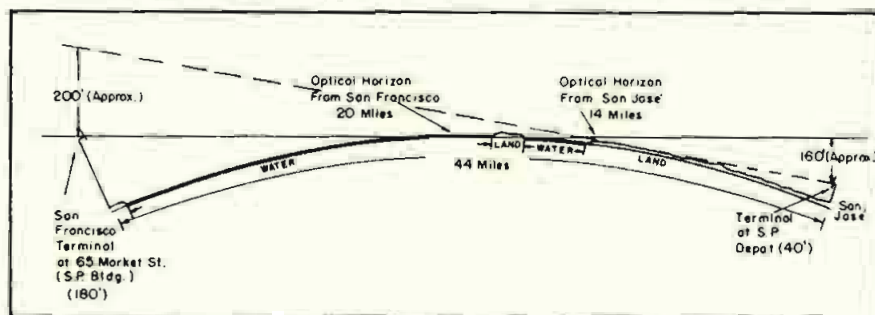 200' (Approx.)
Optical Horizon
From San Francisco
20 Miles
Optical Horizon
From San Jose'
14 Miles
LAND
WATER
160' (Approx)
WATER
44 Miles
LAND
San
Francisco
Terminal
at 65 Market St.
(S.P. Bldg.)
(180')
Terminal
at S.P.
Depot (40')
San
Jose